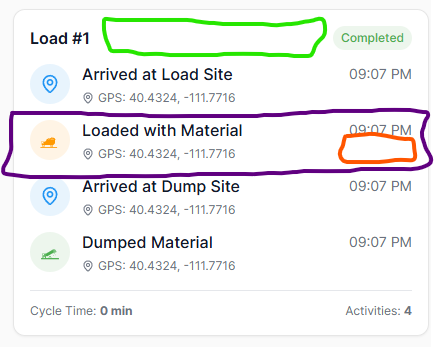 Load #1 Completed
Arrived at Load Site 09:07 PM
GPS: 40.4324, -111.7716
Loaded with Material 09:07 PM
GPS: 40.4324, -111.7716
Arrived at Dump Site 09:07 PM
GPS: 40.4324, -111.7716
Dumped Material 09:07 PM
GPS: 40.4324, -111.7716
Cycle Time: 0 min Activities: 4